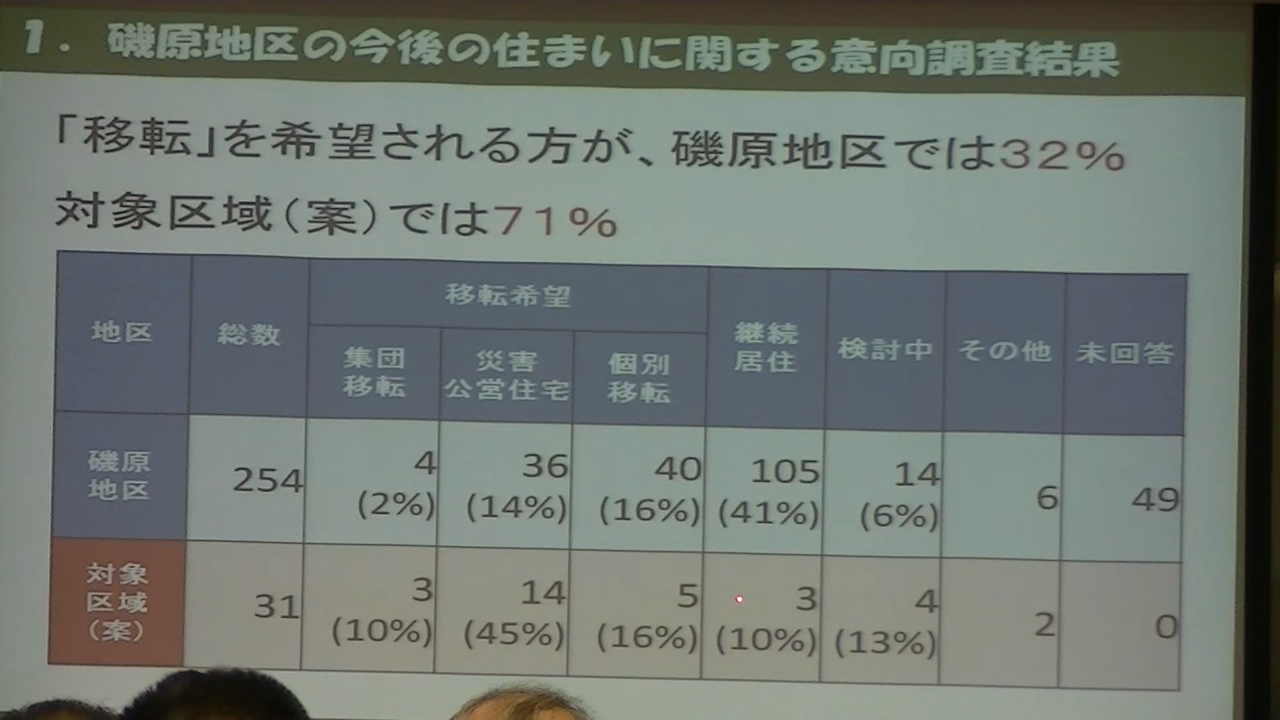 1. 磯原地区の今後の住まいに関する意向調査結果
「移転」を希望される方が、磯原地区では32%
対象区域(案)では71%
地区 総数 移転希望 継続居住 検討中 その他 未回答
集団移転 災害公営住宅 個別移転
磯原地区 254 4 (2%) 36 (14%) 40 (16%) 105 (41%) 14 (6%) 6 49
対象区域(案) 31 3 (10%) 14 (45%) 5 (16%) 3 (10%) 4 (13%) 2 0